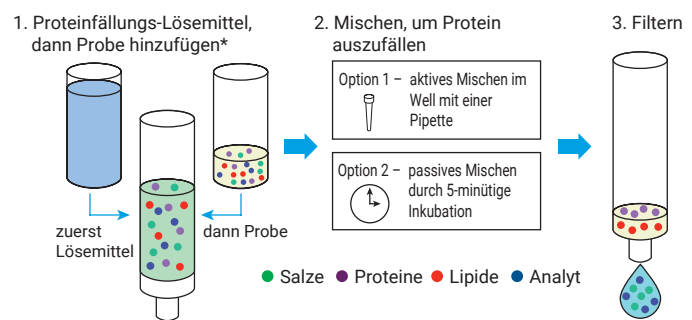 1. Proteinfällungs-Lösemittel,
dann Probe hinzufügen*
zuerst
Lösemittel
dann Probe
2. Mischen, um Protein
auszufällen
Option 1 – aktives Mischen im
Well mit einer
Pipette
Option 2 – passives Mischen
durch 5-minütige
Inkubation
3. Filtern
Salze Proteine Lipide Analyt